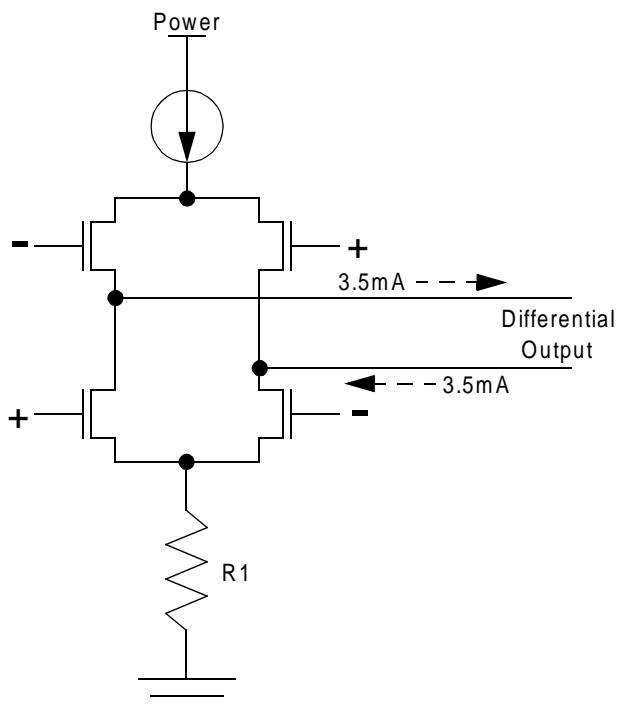 Power
-
+
3.5mA
Differential
Output
3.5mA
+
-
R1